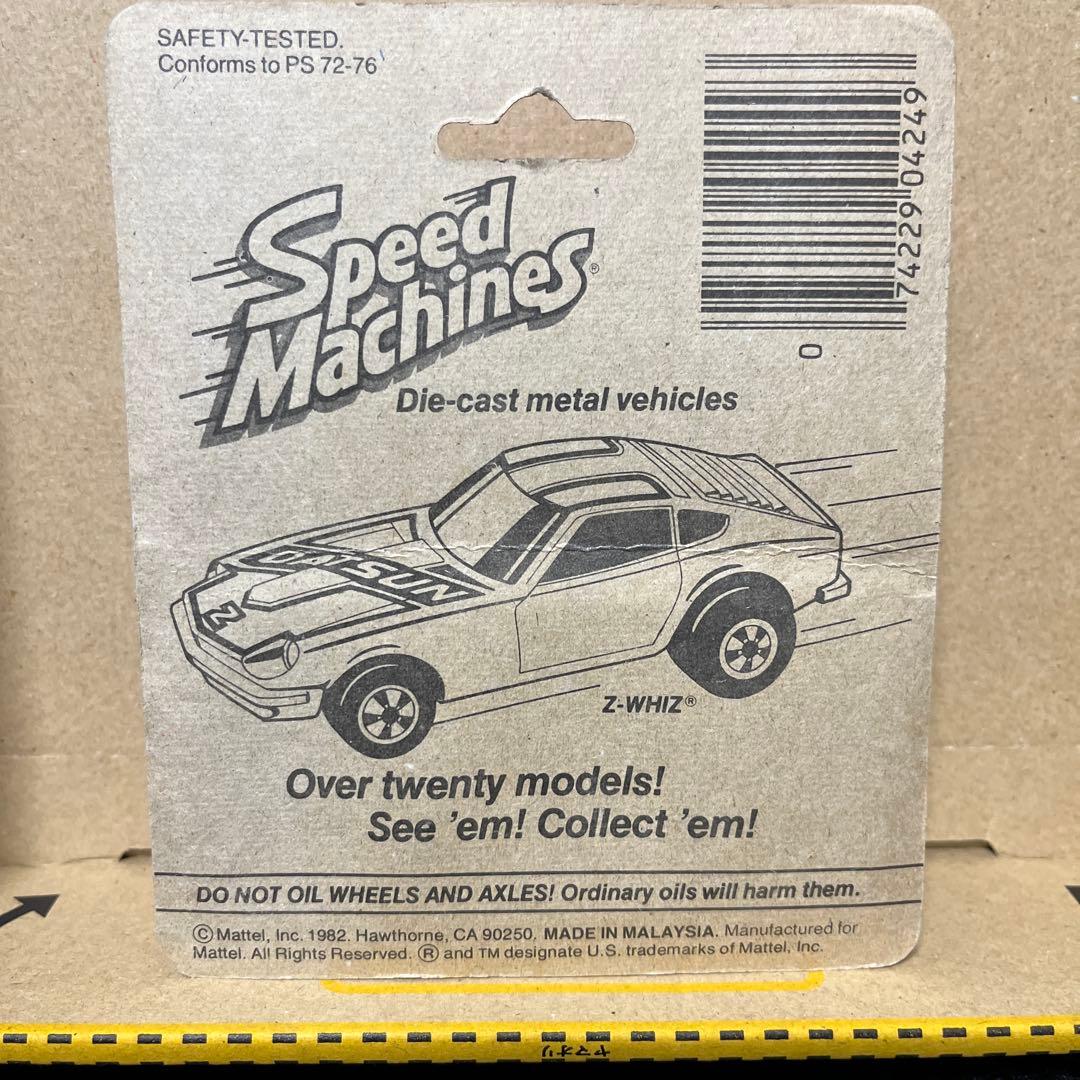 SAFETY-TESTED.
Conforms to PS 72-76
74229 04249
0
Speed
Machines®
Die-cast metal vehicles
DATSUN
Z
Z-WHIZ®
Over twenty models!
See 'em! Collect 'em!
DO NOT OIL WHEELS AND AXLES! Ordinary oils will harm them.
©Mattel, Inc. 1982. Hawthorne, CA 90250. MADE IN MALAYSIA. Manufactured for
Mattel. All Rights Reserved. ® and TM designate U.S. trademarks of Mattel, Inc.